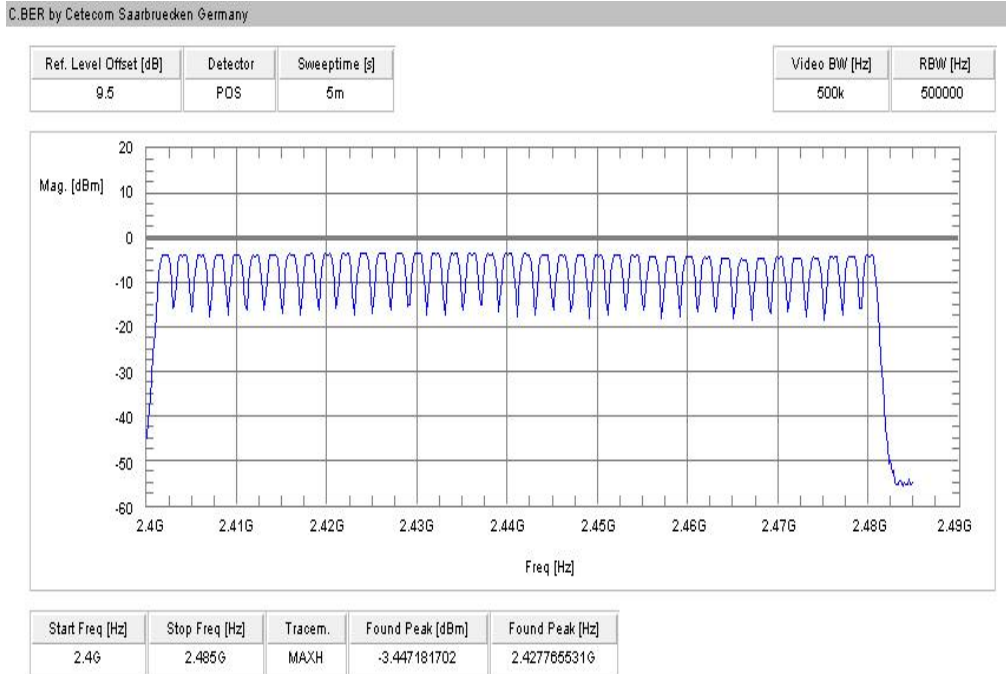 C.BER by Cetecom Saarbruecken Germany
Ref. Level Offset [dB] Detector Sweeptime [s] Video BW [Hz] RBW [Hz]
9.5 POS 5m 500k 500000
20
Mag. [dBm] 10
0
-10
-20
-30
-40
-50
-60
2.4G 2.41G 2.42G 2.43G 2.44G 2.45G 2.46G 2.47G 2.48G 2.49G
Freq [Hz]
Start Freq [Hz] Stop Freq [Hz] Tracem. Found Peak [dBm] Found Peak [Hz]
2.4G 2.485G MAXH -3.447181702 2.427765531G